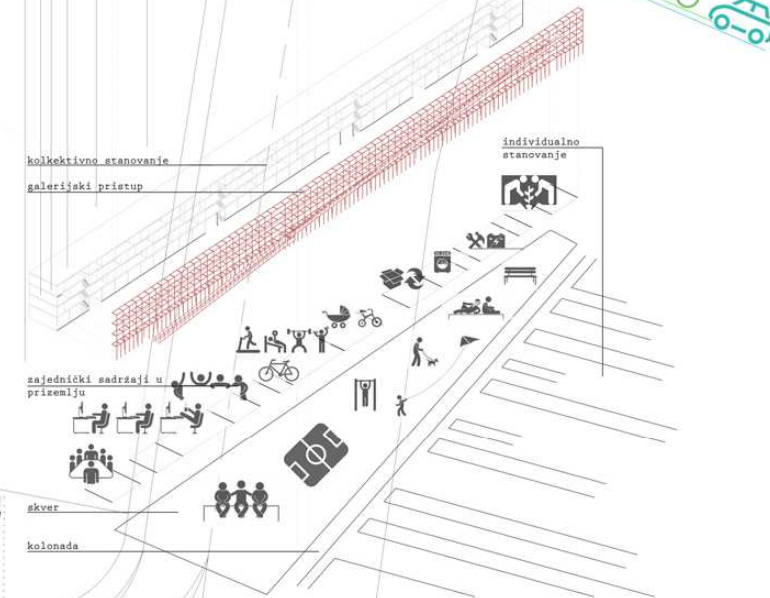 kolkektivno stanovanje
galerijski pristup
individualno
stanovanje
zajednički sadržaji u
prizemlju
skver
kolonada